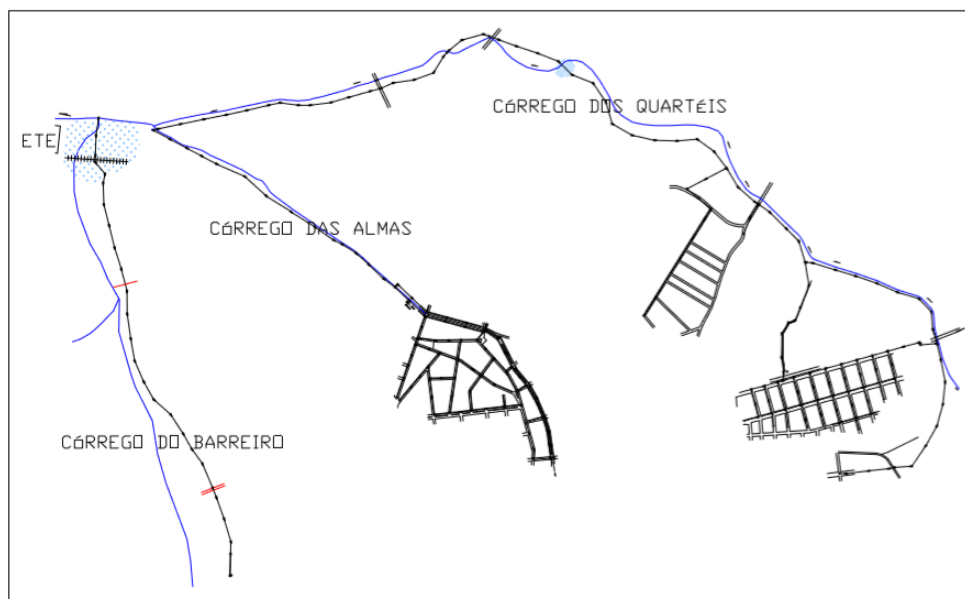 CÓRREGO DOS QUARTÉIS
ETE
CÓRREGO DAS ALMAS
CÓRREGO DO BARREIRO